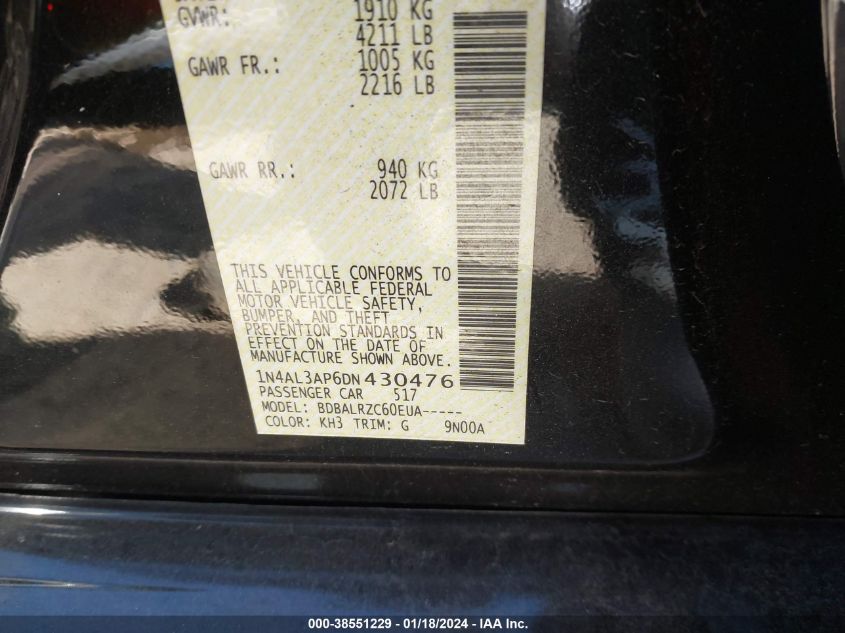 GVWR: 1910 KG
4211 LB
GAWR FR.: 1005 KG
2216 LB
GAWR RR.: 940 KG
2072 LB
THIS VEHICLE CONFORMS TO
ALL APPLICABLE FEDERAL
MOTOR VEHICLE SAFETY,
BUMPER, AND THEFT
PREVENTION STANDARDS IN
EFFECT ON THE DATE OF
MANUFACTURE SHOWN ABOVE.
1N4AL3AP6DN430476
PASSENGER CAR 517
MODEL: BDBALRZC60EUA-----
COLOR: KH3 TRIM: G 9N00A
000-38551229 - 01/18/2024 - IAA Inc.